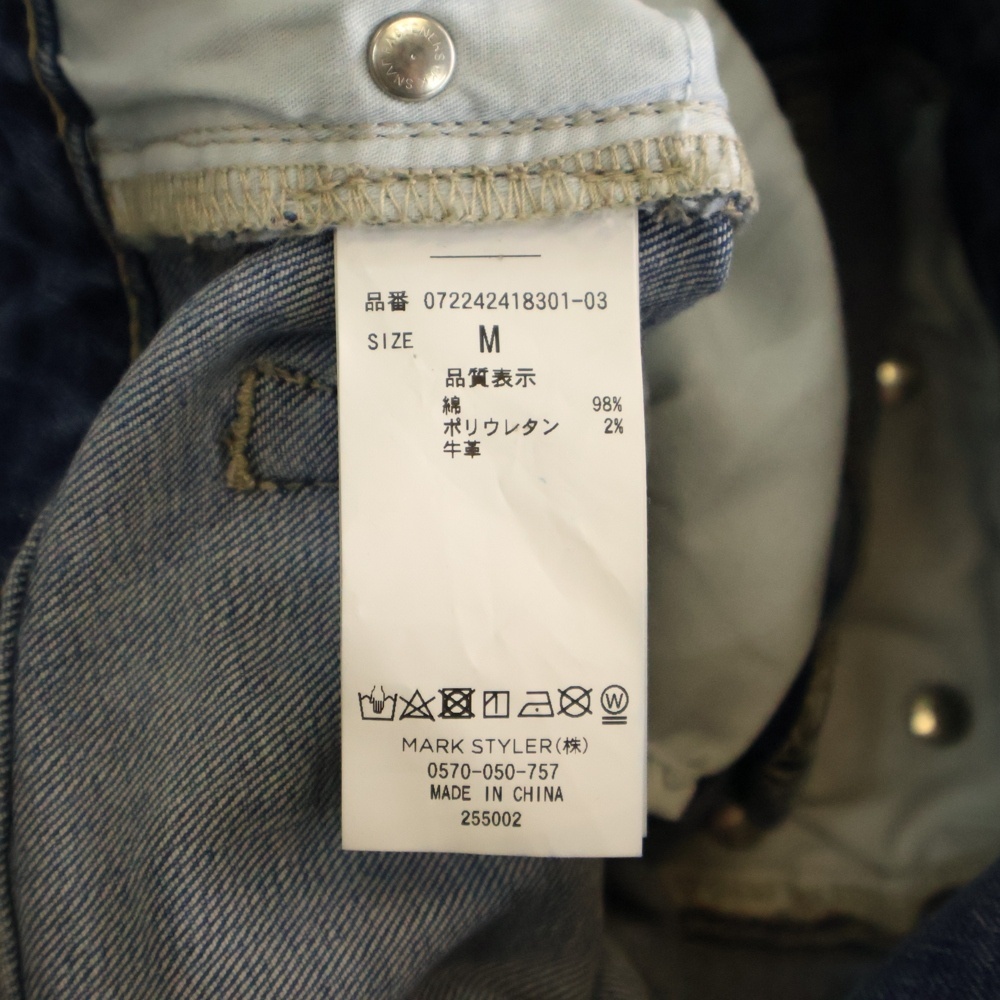 品番 072242418301-03
SIZE M
品質表示
綿 98%
ポリウレタン 2%
牛革
W
MARK STYLER(株)
0570-050-757
MADE IN CHINA
255002